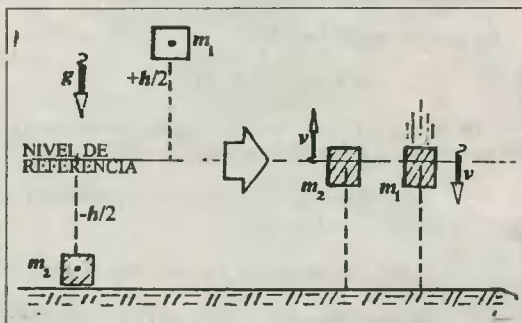 m₁
+h/2
g
NIVEL DE
REFERENCIA
-h/2
m₂
v
m₂
m₁
v